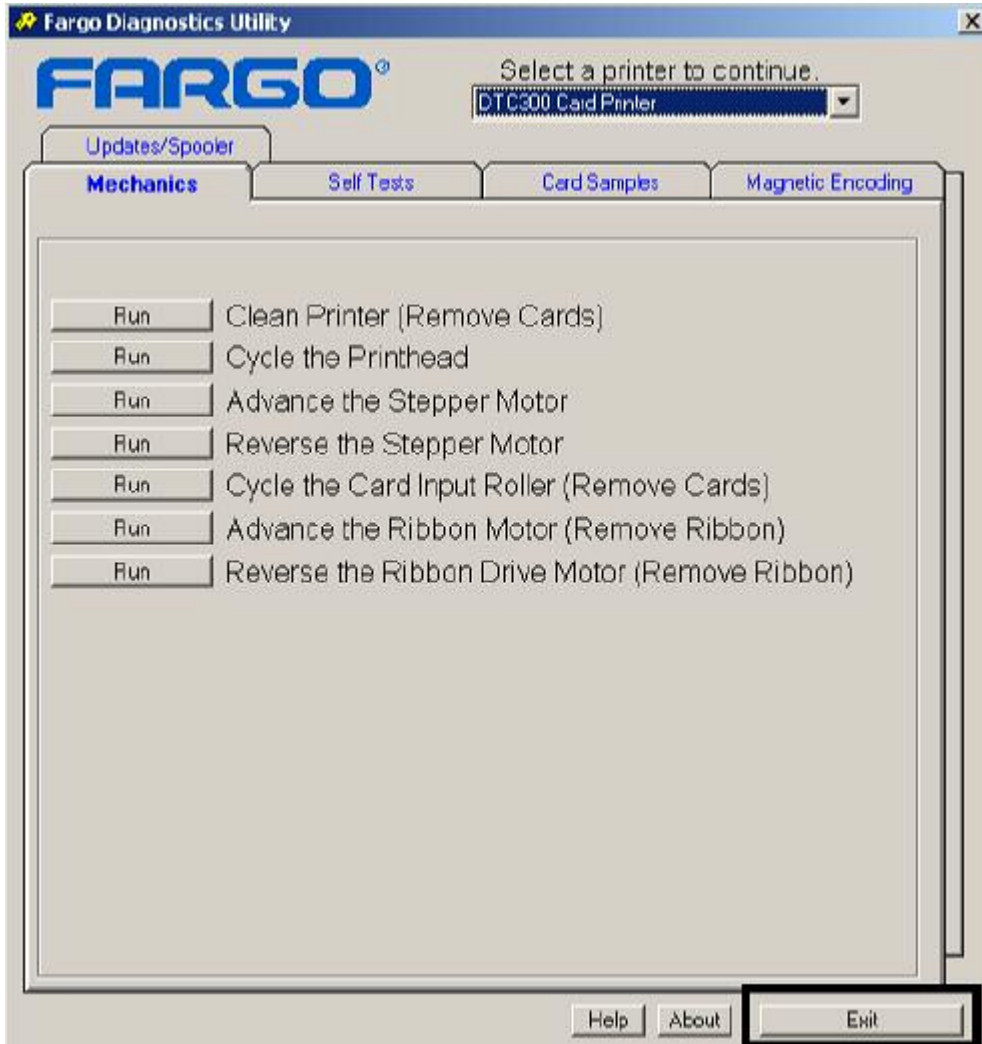 Fargo Diagnostics Utility
FARGO®
Select a printer to continue.
DTC300 Card Printer
Updates/Spooler
Mechanics Self Tests Card Samples Magnetic Encoding
Run Clean Printer (Remove Cards)
Run Cycle the Printhead
Run Advance the Stepper Motor
Run Reverse the Stepper Motor
Run Cycle the Card Input Roller (Remove Cards)
Run Advance the Ribbon Motor (Remove Ribbon)
Run Reverse the Ribbon Drive Motor (Remove Ribbon)
Help About Exit